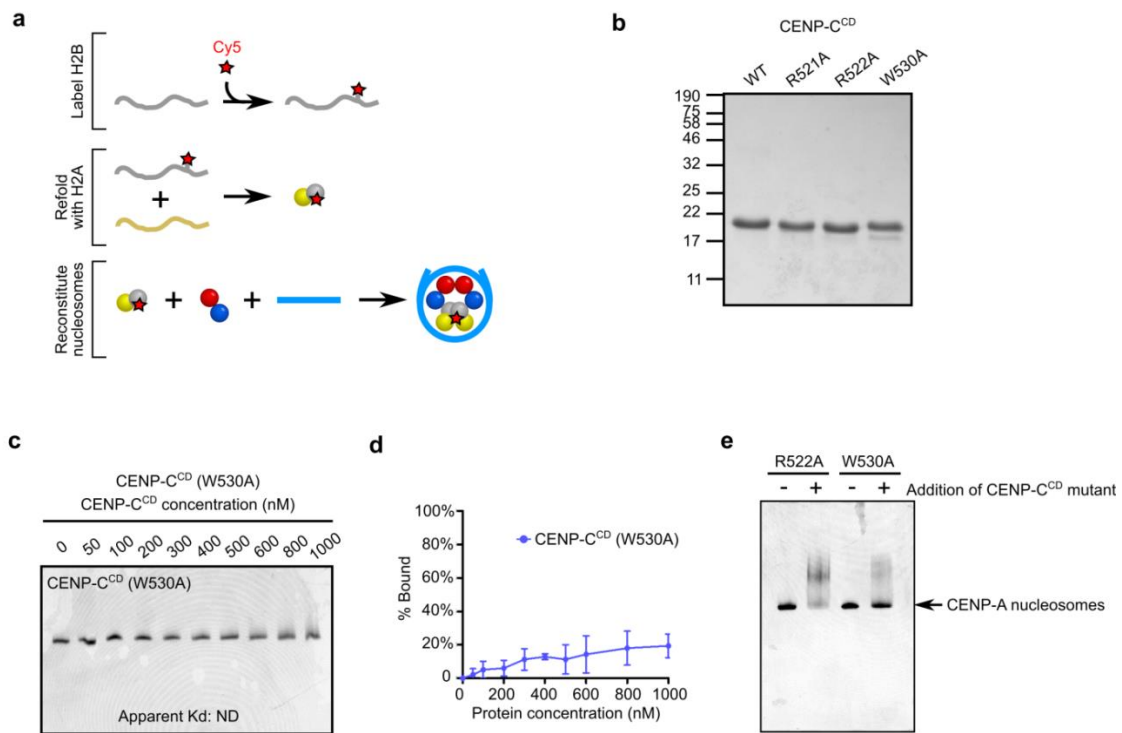 a
Label H2B
Cy5
Refold with H2A
+
Reconstitute nucleosomes
+ +
b
CENP-C^CD
WT R521A R522A W530A
190
75
58
46
32
25
22
17
11
c
CENP-C^CD (W530A)
CENP-C^CD concentration (nM)
0 50 100 200 300 400 500 600 800 1000
CENP-C^CD (W530A)
Apparent Kd: ND
d
100%
80%
60%
40%
20%
0
% Bound
CENP-C^CD (W530A)
0 200 400 600 800 1000
Protein concentration (nM)
e
R522A W530A
- + - + Addition of CENP-C^CD mutant
CENP-A nucleosomes